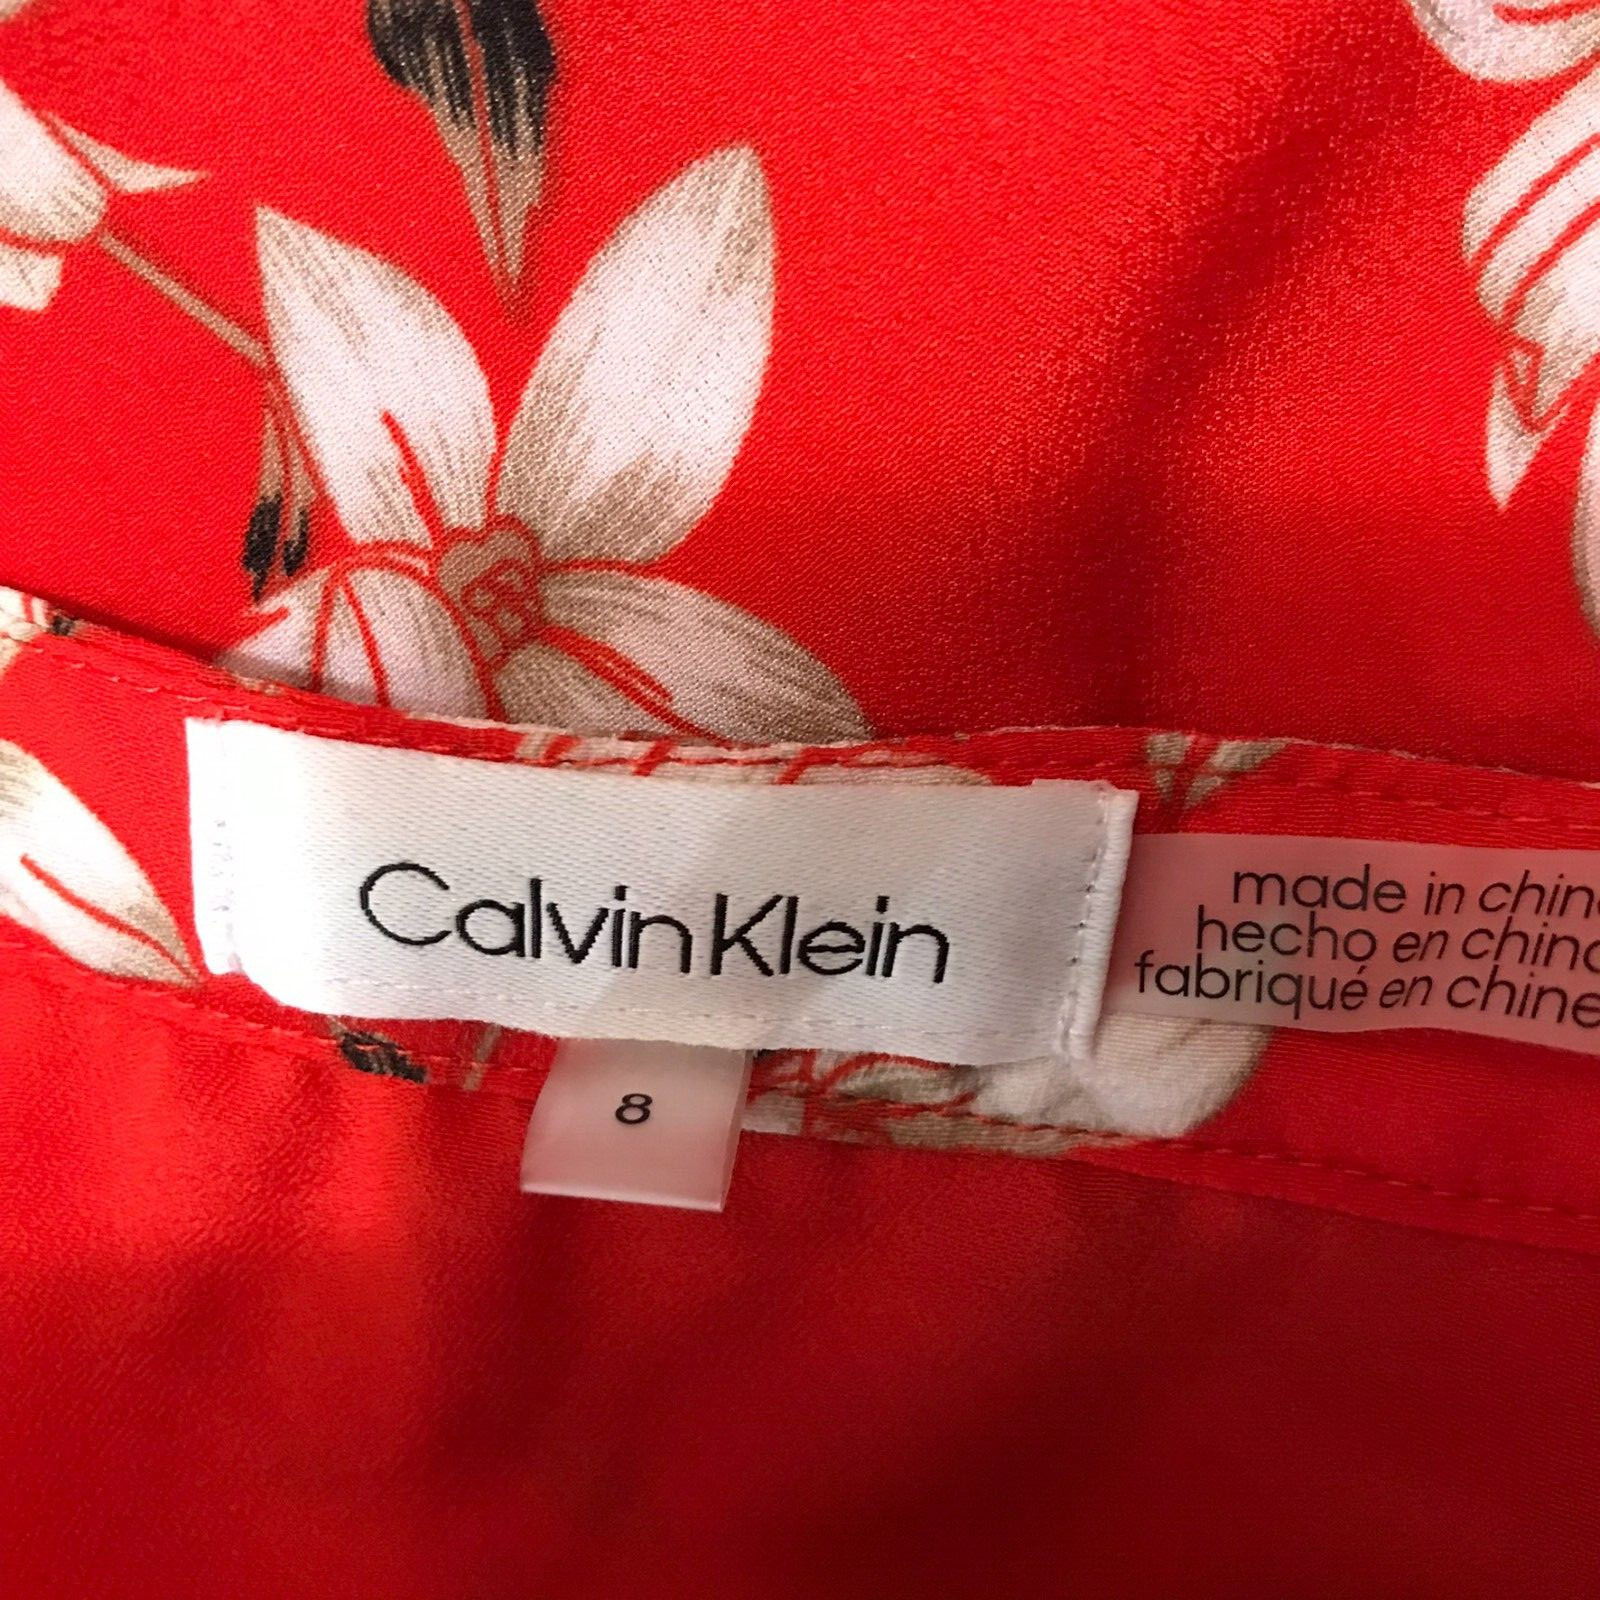 Calvin Klein
8
made in chin
hecho en chin
fabriqué en chine